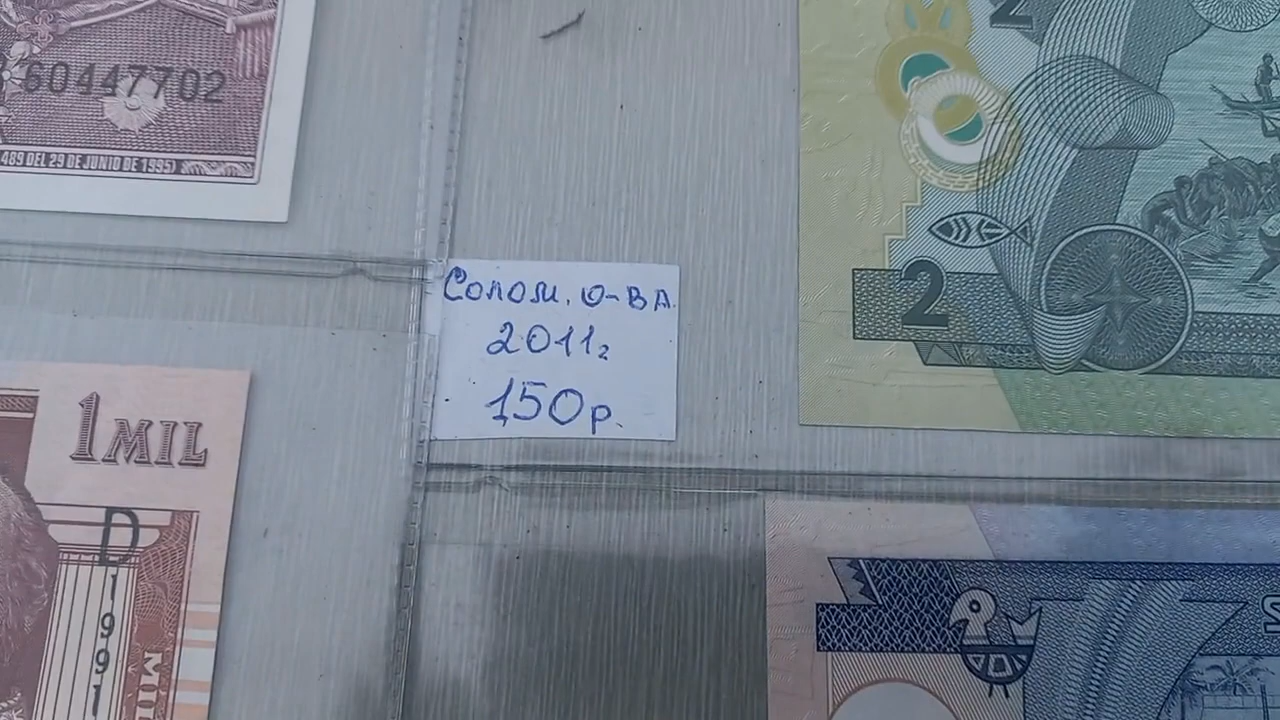 60447702
489 DEL 29 DE JUNIO DE 1995)
2
2
Солом. о-ва.
2011г
150р.
1 MIL
D
1991